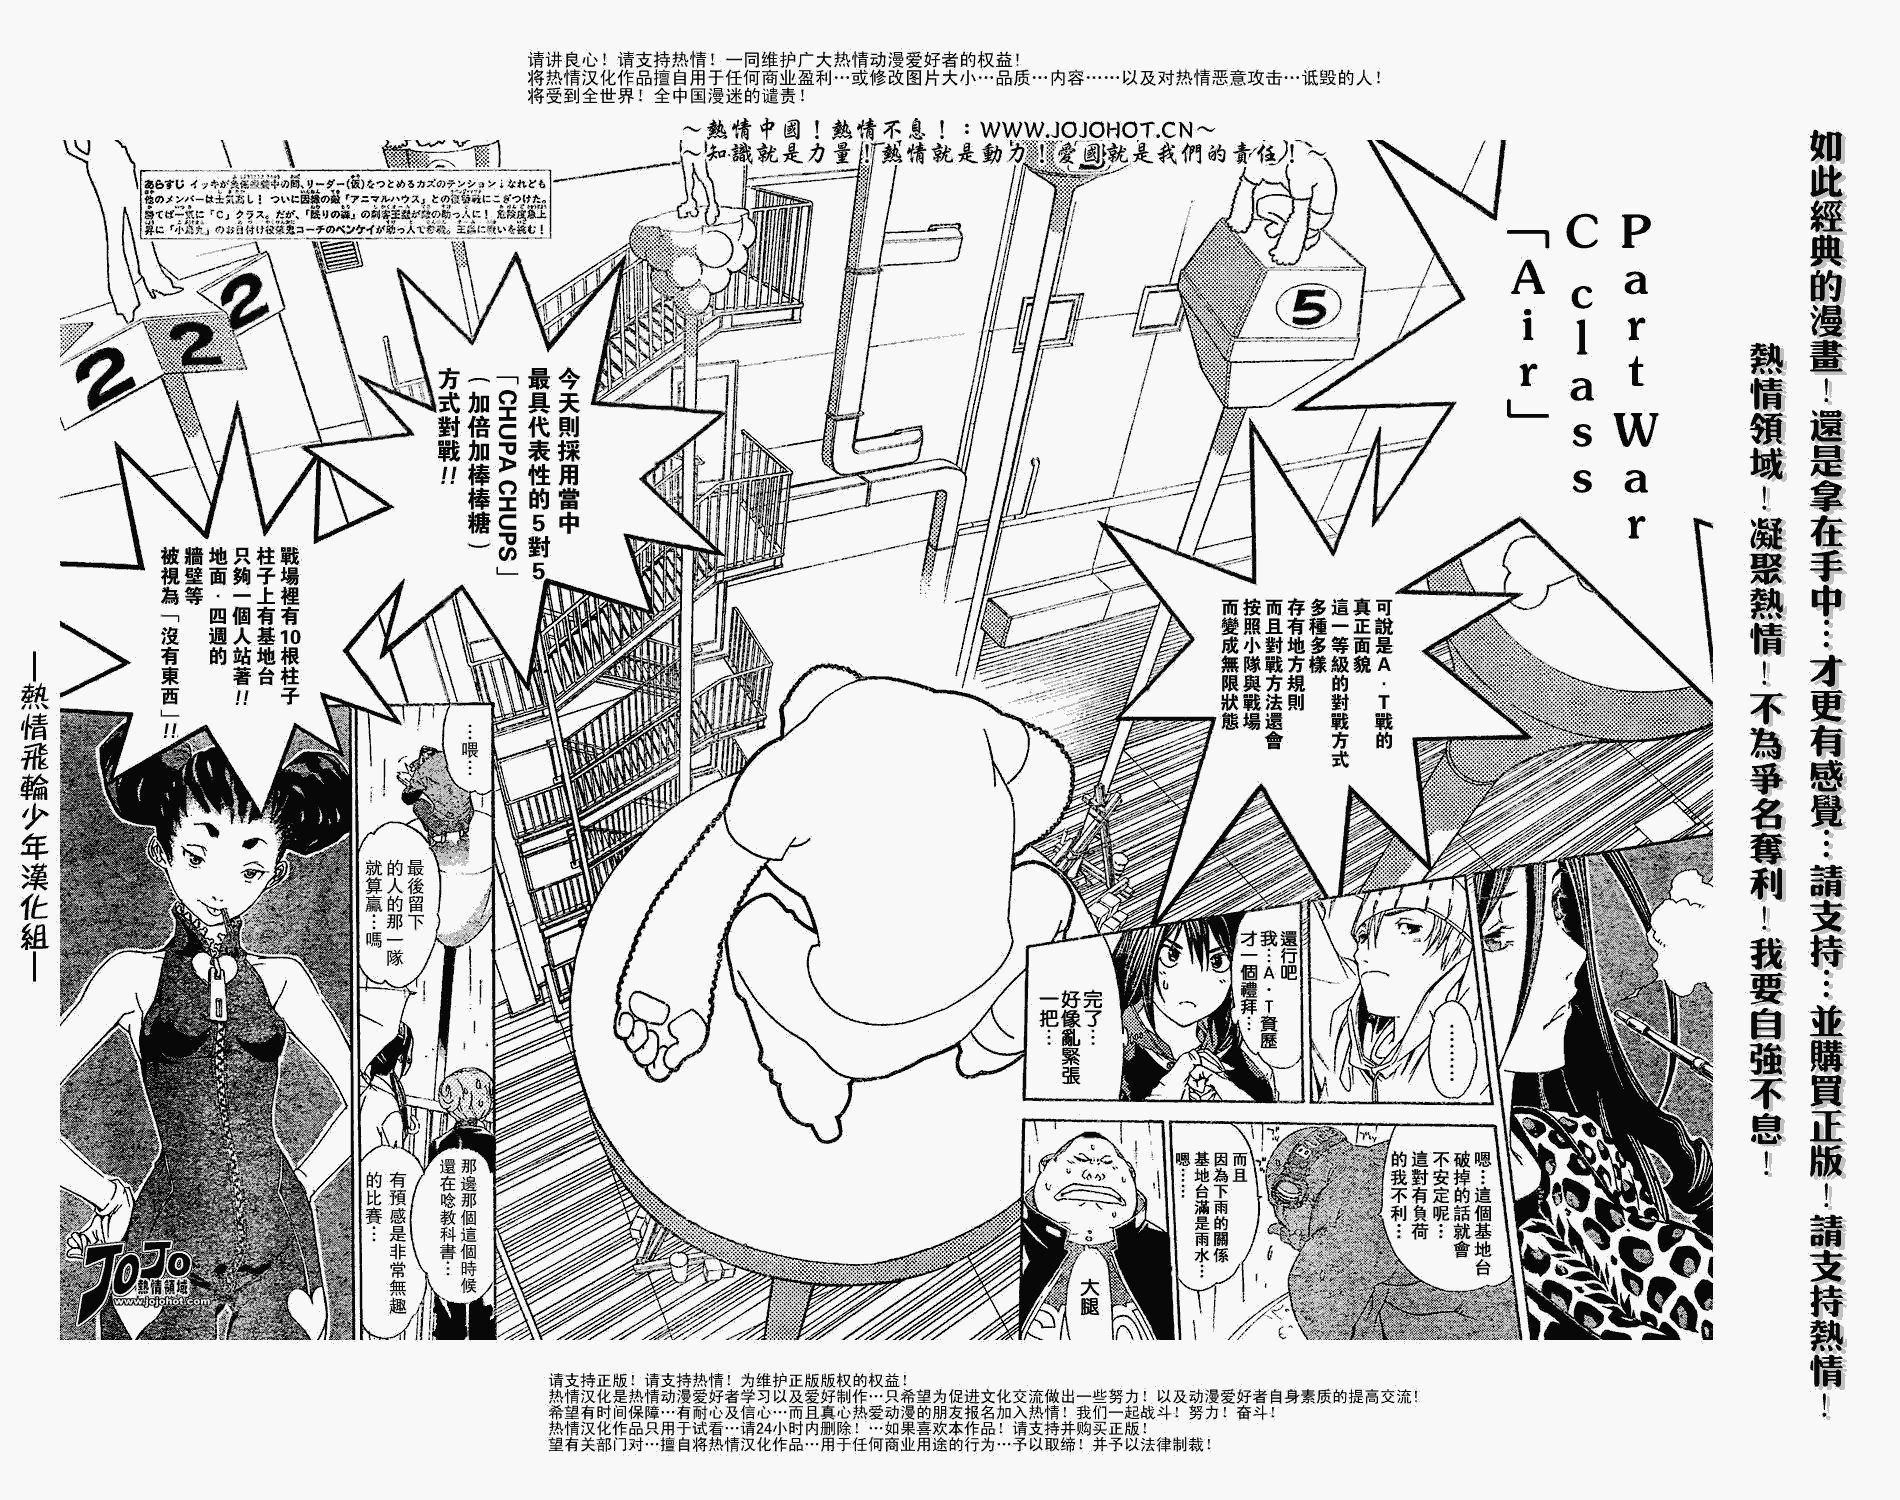 请讲良心！请支持热情！一同维护广大热情动漫爱好者的权益！
将热情汉化作品擅自用于任何商业盈利…或修改图片大小…品质…内容……以及对热情恶意攻击…诋毁的人！
将受到全世界！全中国漫迷的谴责！
～熱情中國！熱情不息！：WWW.JOJOHOT.CN～
～知識就是力量！熱情就是動力！愛國就是我們的責任！～
如此經典的漫畫！還是拿在手中…才更有感覺…請支持…並購買正版！請支持熱情！
熱情領域！凝聚熱情！不為爭名奪利！我要自強不息！
Part War
C class
「Air」
5
可說是A·T戰的
真正面貌
這一等級的對戰方式
多種多樣
存有地方規則
而且對戰方法還會
按照小隊與戰場
而變成無限狀態
今天則採用當中
最具代表性的5對5
「CHUPA CHUPS」
（加倍加棒棒糖）
方式對戰!!
2
2
2
戰場裡有10根柱子
柱子上有基地台
只夠一個人站著!!
地面·四週的
牆壁等
被視為「沒有東西」!!
………
還行吧
我…A·T資歷
才一個禮拜…
完了…
好像亂緊張
一把…
嗯…這個基地台
破掉的話就會
不安定呢…
這對有負荷
的我不利…
而且
因為下雨的關係
基地台滿是雨水…
嗯……
大腿
…喂…
最後留下
的人的那一隊
就算贏…嗎
那邊那個這個時候
還在唸教科書…
有預感是非常無趣
的比賽…
JOJO
熱情領域
www.jojohot.com
—熱情飛輪少年漢化組—
请支持正版！请支持热情！为维护正版版权的权益！
热情汉化是热情动漫爱好者学习以及爱好制作…只希望为促进文化交流做出一些努力！以及动漫爱好者自身素质的提高交流！
希望有时间保障…有耐心及信心…而且真心热爱动漫的朋友报名加入热情！我们一起战斗！努力！奋斗！
热情汉化作品只用于试看…请24小时内删除！…如果喜欢本作品！请支持并购买正版！
望有关部门对…擅自将热情汉化作品…用于任何商业用途的行为…予以取缔！并予以法律制裁！